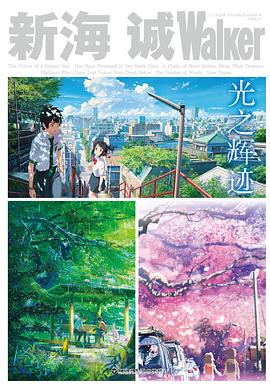 新海 誠Walker
The Voices of a Distant Star  The Place Promised in Our Early Days  A Chain of Short Stories About Their Distance
Children Who Chase Lost Voices From Deep Below  The Garden of Words  Your Name.
光之辉迹